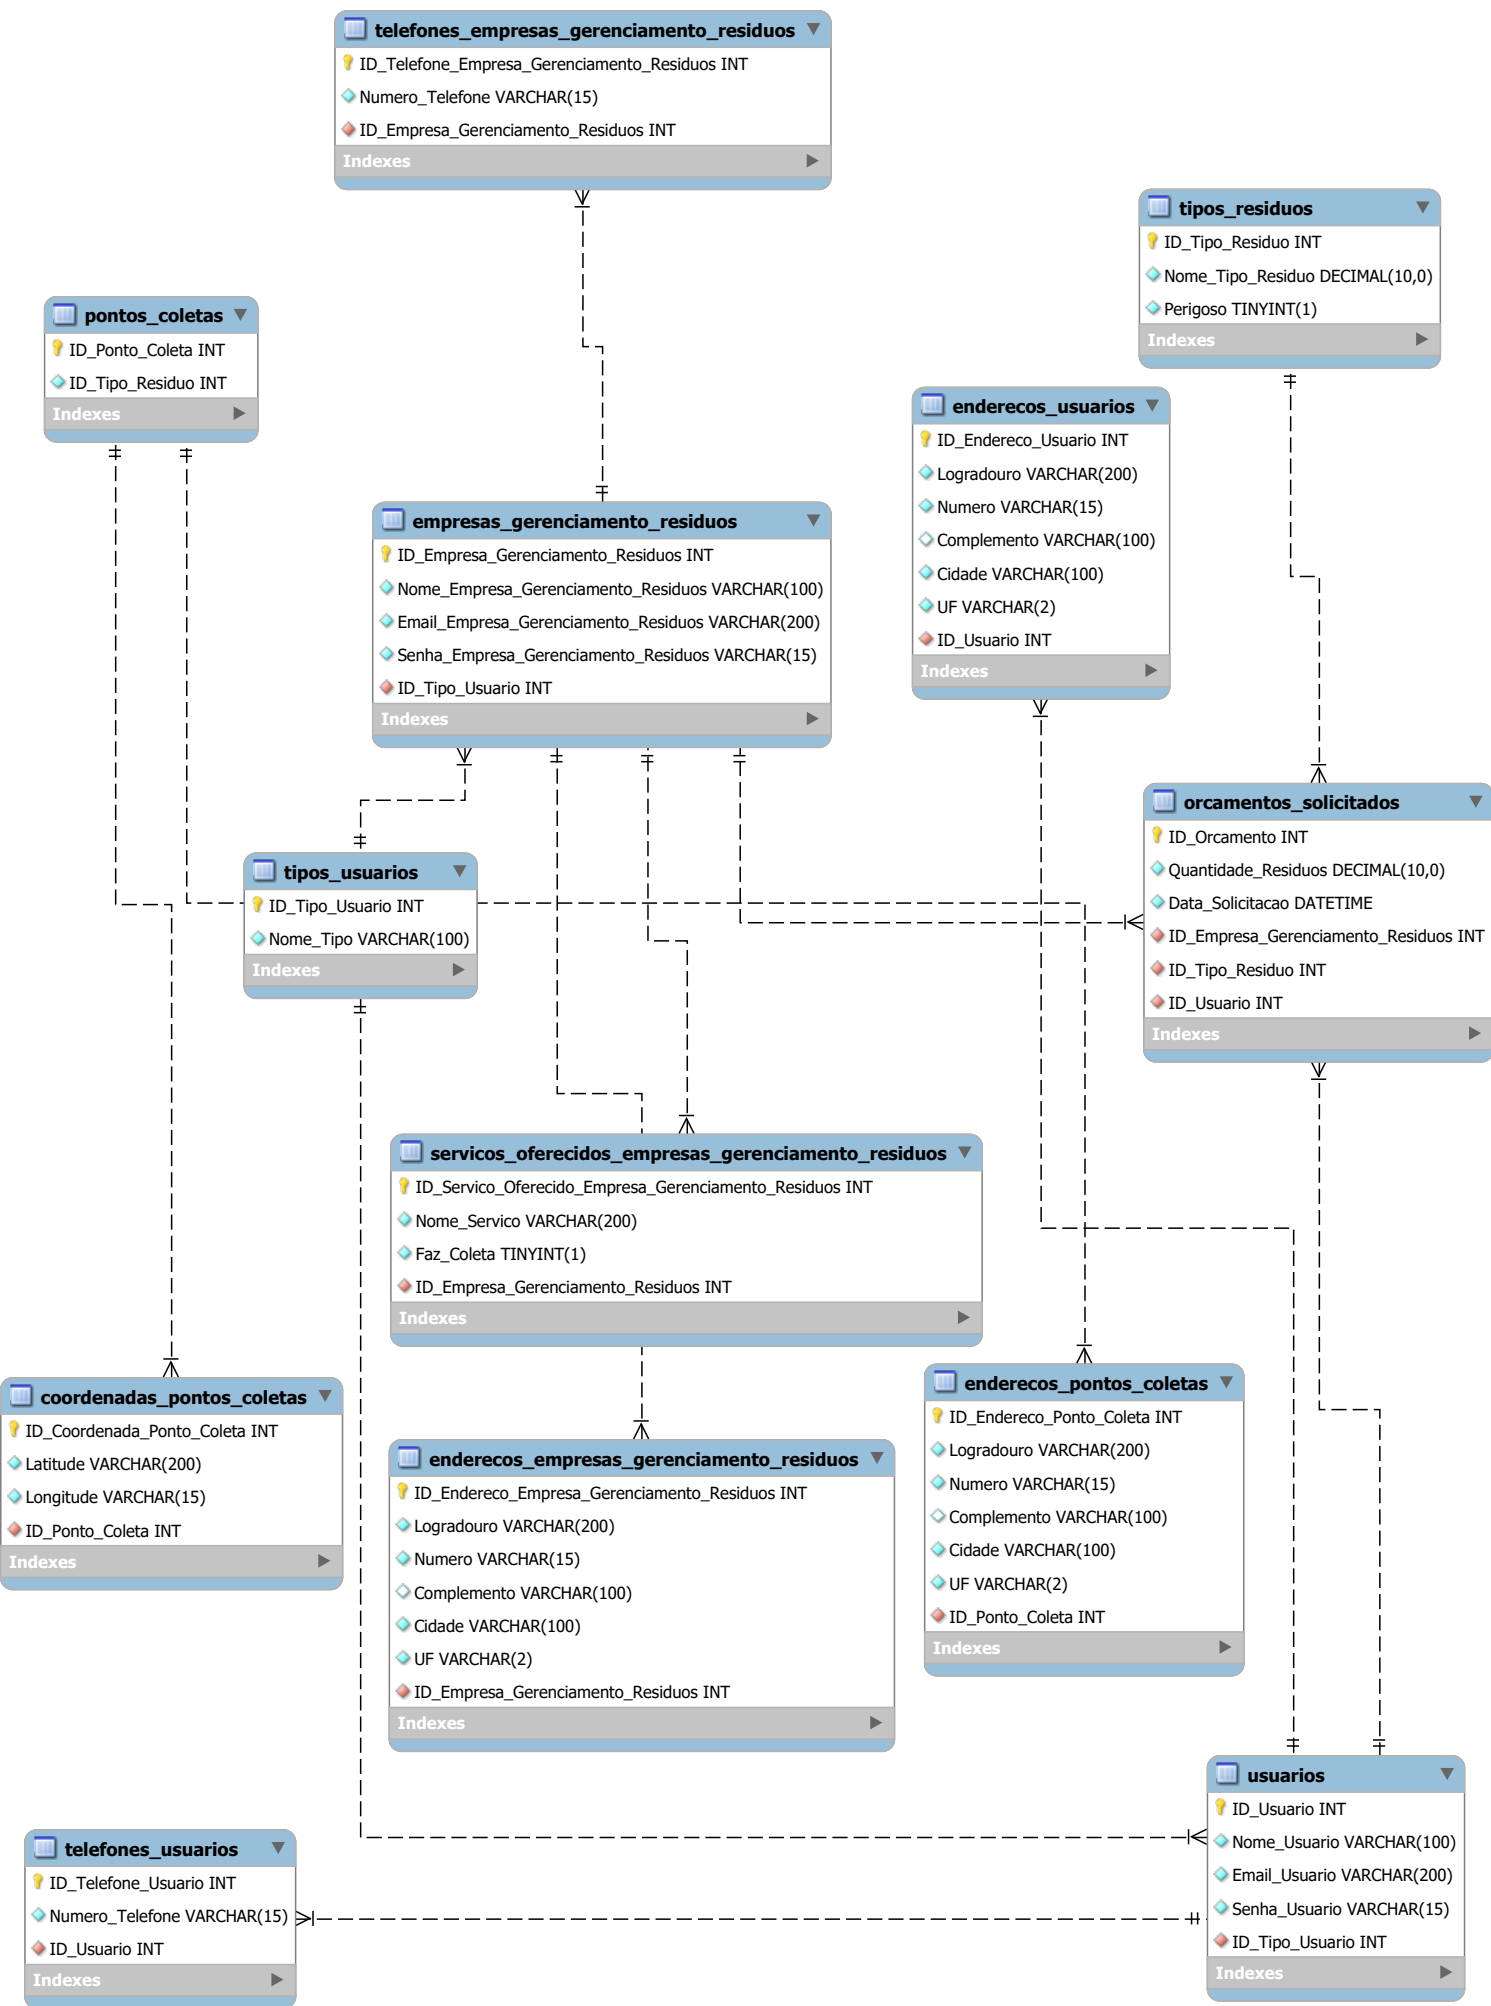 telefones_empresas_gerenciamento_residuos
ID_Telefone_Empresa_Gerenciamento_Residuos INT
Numero_Telefone VARCHAR(15)
ID_Empresa_Gerenciamento_Residuos INT
Indexes
tipos_residuos
ID_Tipo_Residuo INT
Nome_Tipo_Residuo DECIMAL(10,0)
Perigoso TINYINT(1)
Indexes
pontos_coletas
ID_Ponto_Coleta INT
ID_Tipo_Residuo INT
Indexes
enderecos_usuarios
ID_Endereco_Usuario INT
Logradouro VARCHAR(200)
Numero VARCHAR(15)
Complemento VARCHAR(100)
Cidade VARCHAR(100)
UF VARCHAR(2)
ID_Usuario INT
Indexes
empresas_gerenciamento_residuos
ID_Empresa_Gerenciamento_Residuos INT
Nome_Empresa_Gerenciamento_Residuos VARCHAR(100)
Email_Empresa_Gerenciamento_Residuos VARCHAR(200)
Senha_Empresa_Gerenciamento_Residuos VARCHAR(15)
ID_Tipo_Usuario INT
Indexes
orcamentos_solicitados
ID_Orcamento INT
Quantidade_Residuos DECIMAL(10,0)
Data_Solicitacao DATETIME
ID_Empresa_Gerenciamento_Residuos INT
ID_Tipo_Residuo INT
ID_Usuario INT
Indexes
tipos_usuarios
ID_Tipo_Usuario INT
Nome_Tipo VARCHAR(100)
Indexes
servicos_oferecidos_empresas_gerenciamento_residuos
ID_Servico_Oferecido_Empresa_Gerenciamento_Residuos INT
Nome_Servico VARCHAR(200)
Faz_Coleta TINYINT(1)
ID_Empresa_Gerenciamento_Residuos INT
Indexes
coordenadas_pontos_coletas
ID_Coordenada_Ponto_Coleta INT
Latitude VARCHAR(200)
Longitude VARCHAR(15)
ID_Ponto_Coleta INT
Indexes
enderecos_empresas_gerenciamento_residuos
ID_Endereco_Empresa_Gerenciamento_Residuos INT
Logradouro VARCHAR(200)
Numero VARCHAR(15)
Complemento VARCHAR(100)
Cidade VARCHAR(100)
UF VARCHAR(2)
ID_Empresa_Gerenciamento_Residuos INT
Indexes
enderecos_pontos_coletas
ID_Endereco_Ponto_Coleta INT
Logradouro VARCHAR(200)
Numero VARCHAR(15)
Complemento VARCHAR(100)
Cidade VARCHAR(100)
UF VARCHAR(2)
ID_Ponto_Coleta INT
Indexes
usuarios
ID_Usuario INT
Nome_Usuario VARCHAR(100)
Email_Usuario VARCHAR(200)
Senha_Usuario VARCHAR(15)
ID_Tipo_Usuario INT
Indexes
telefones_usuarios
ID_Telefone_Usuario INT
Numero_Telefone VARCHAR(15)
ID_Usuario INT
Indexes